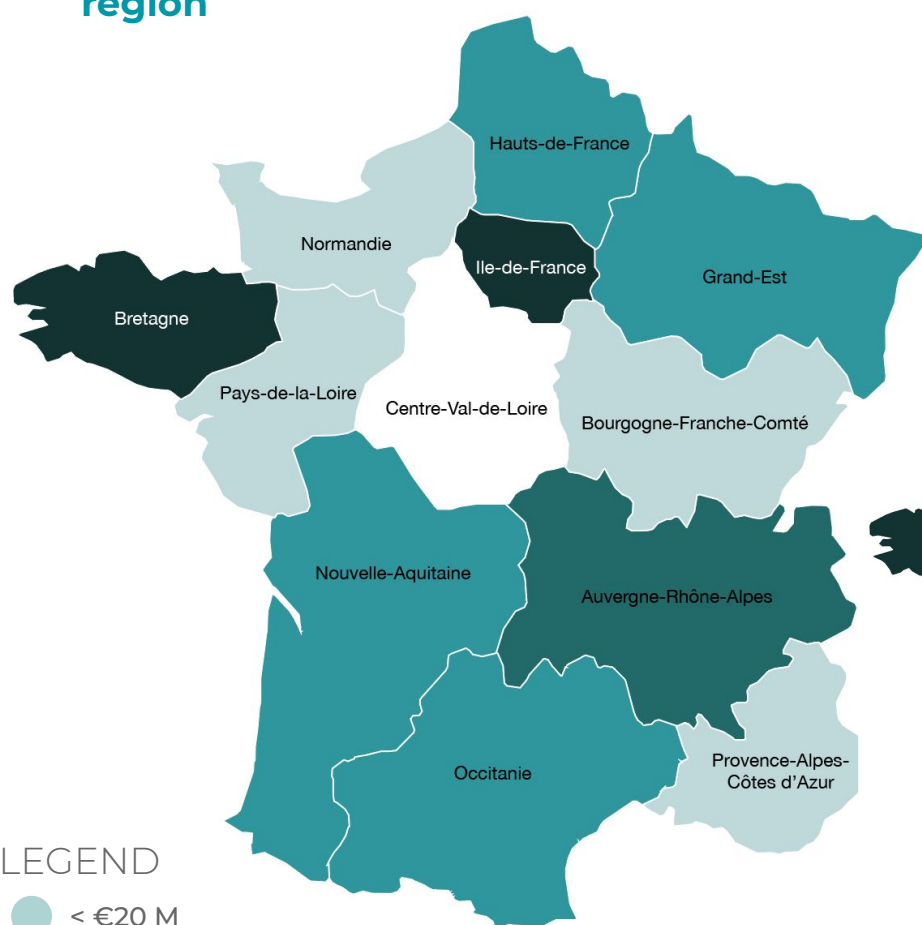 région
Hauts-de-France
Normandie
Ile-de-France
Grand-Est
Bretagne
Pays-de-la-Loire
Centre-Val-de-Loire
Bourgogne-Franche-Comté
Nouvelle-Aquitaine
Auvergne-Rhône-Alpes
Provence-Alpes-
Côtes d'Azur
Occitanie
LEGEND
< €20 M